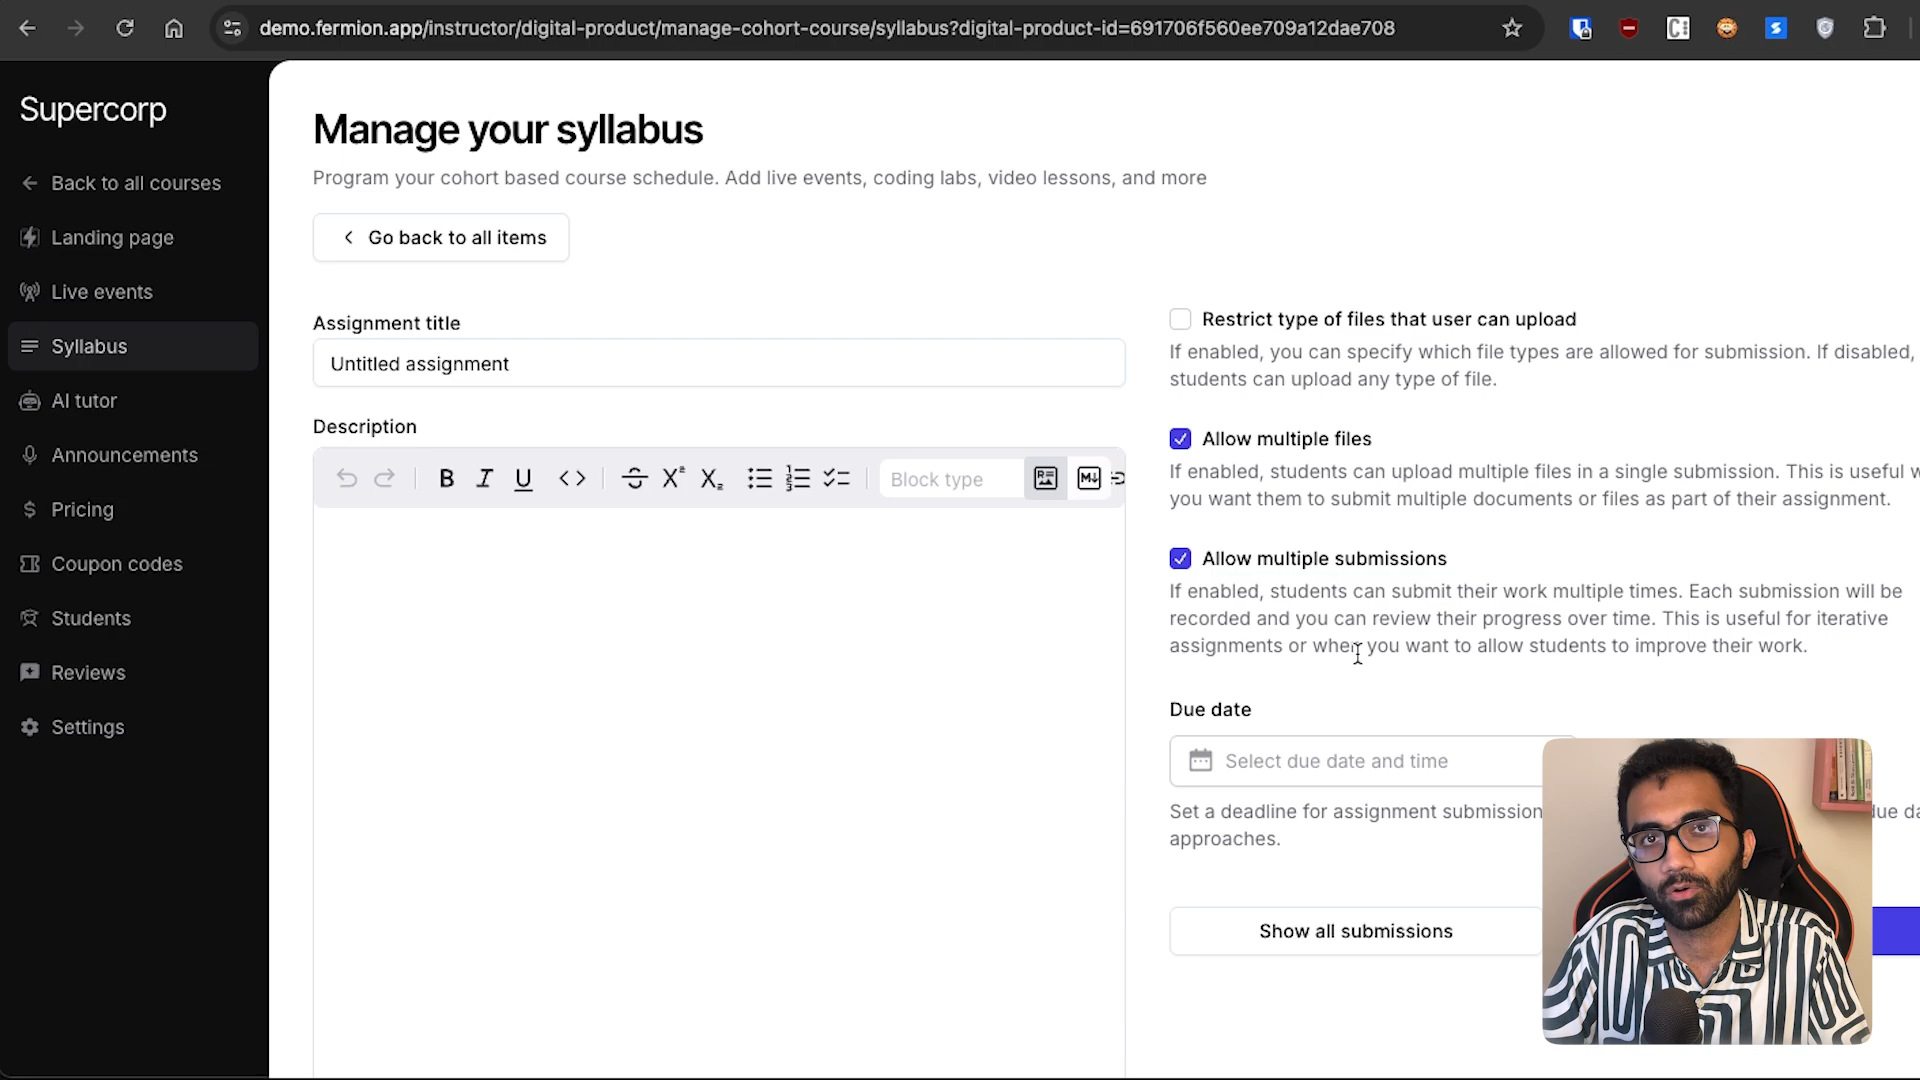 demo.fermion.app/instructor/digital-product/manage-cohort-course/syllabus?digital-product-id=691706f560ee709a12dae708
Supercorp
Back to all courses
Landing page
Live events
Syllabus
AI tutor
Announcements
Pricing
Coupon codes
Students
Reviews
Settings
Manage your syllabus
Program your cohort based course schedule. Add live events, coding labs, video lessons, and more
Go back to all items
Assignment title
Untitled assignment
Description
B I U <> S X² X₂ Block type M↓
Restrict type of files that user can upload
If enabled, you can specify which file types are allowed for submission. If disabled,
students can upload any type of file.
Allow multiple files
If enabled, students can upload multiple files in a single submission. This is useful w
you want them to submit multiple documents or files as part of their assignment.
Allow multiple submissions
If enabled, students can submit their work multiple times. Each submission will be
recorded and you can review their progress over time. This is useful for iterative
assignments or when you want to allow students to improve their work.
Due date
Select due date and time
Set a deadline for assignment submission due da
approaches.
Show all submissions